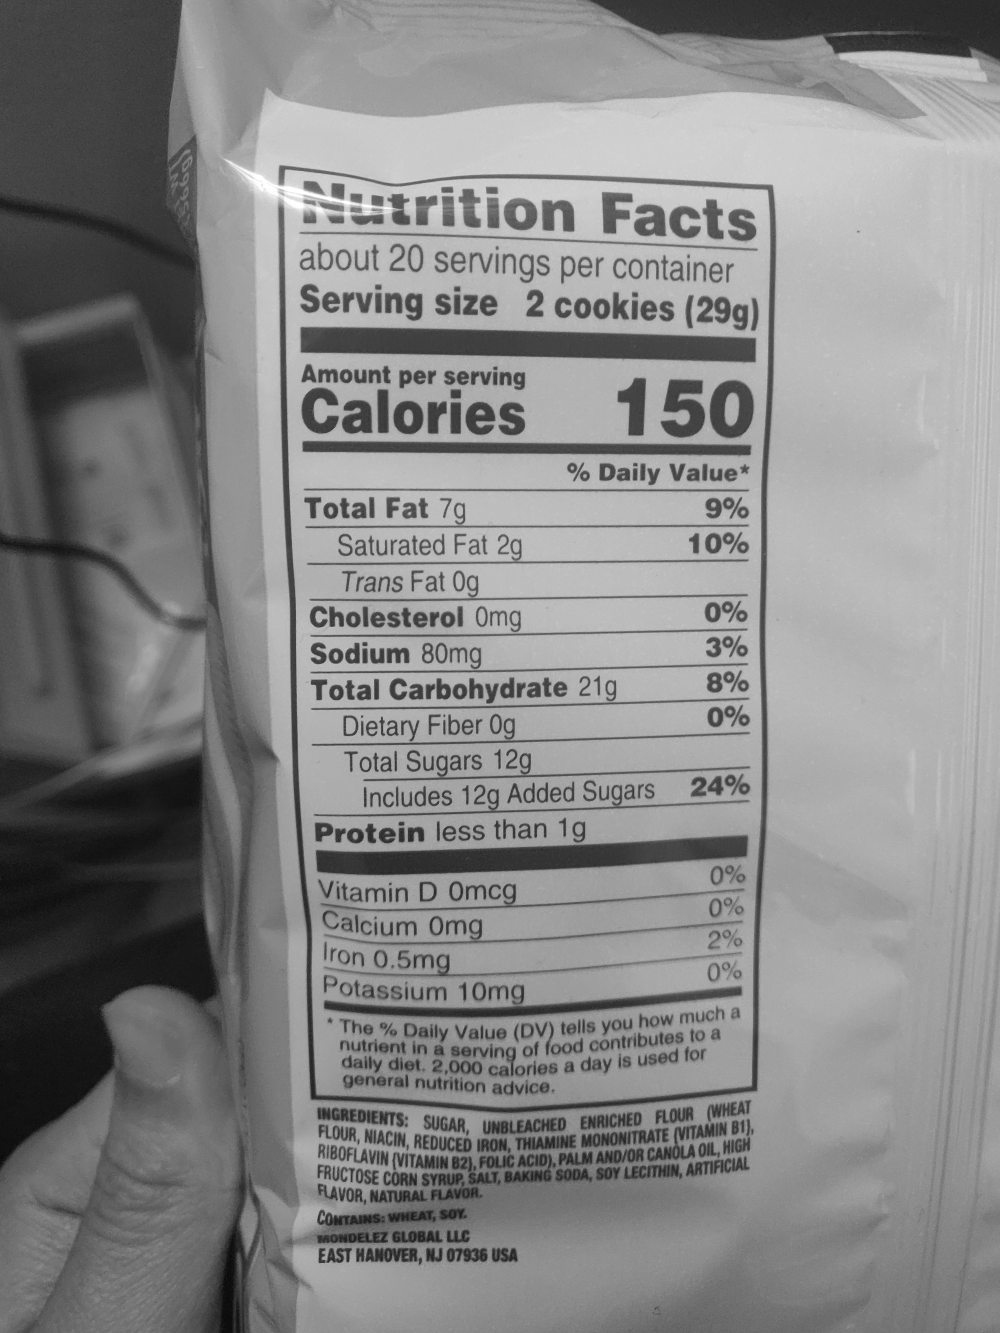 Nutrition Facts
about 20 servings per container
Serving size 2 cookies (29g)
Amount per serving
Calories 150
% Daily Value*
Total Fat 7g 9%
Saturated Fat 2g 10%
Trans Fat 0g
Cholesterol 0mg 0%
Sodium 80mg 3%
Total Carbohydrate 21g 8%
Dietary Fiber 0g 0%
Total Sugars 12g
Includes 12g Added Sugars 24%
Protein less than 1g
Vitamin D 0mcg 0%
Calcium 0mg 0%
Iron 0.5mg 2%
Potassium 10mg 0%
* The % Daily Value (DV) tells you how much a
nutrient in a serving of food contributes to a
daily diet. 2,000 calories a day is used for
general nutrition advice.
INGREDIENTS: SUGAR, UNBLEACHED ENRICHED FLOUR (WHEAT
FLOUR, NIACIN, REDUCED IRON, THIAMINE MONONITRATE {VITAMIN B1},
RIBOFLAVIN {VITAMIN B2}, FOLIC ACID), PALM AND/OR CANOLA OIL, HIGH
FRUCTOSE CORN SYRUP, SALT, BAKING SODA, SOY LECITHIN, ARTIFICIAL
FLAVOR, NATURAL FLAVOR.
CONTAINS: WHEAT, SOY.
MONDELEZ GLOBAL LLC
EAST HANOVER, NJ 07936 USA